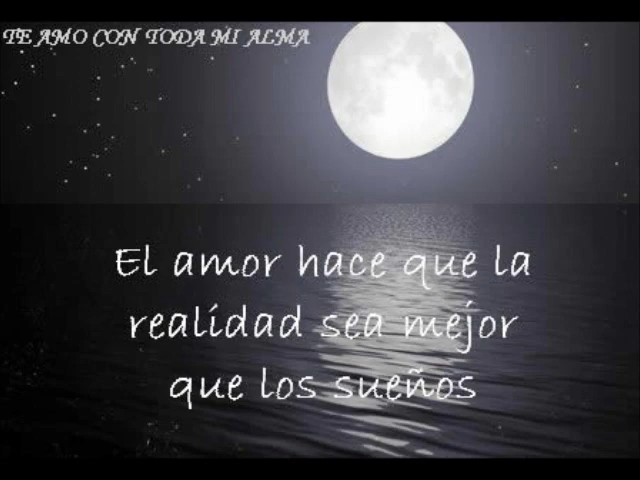 TE AMO CON TODA MI ALMA
El amor hace que la
realidad sea mejor
que los sueños